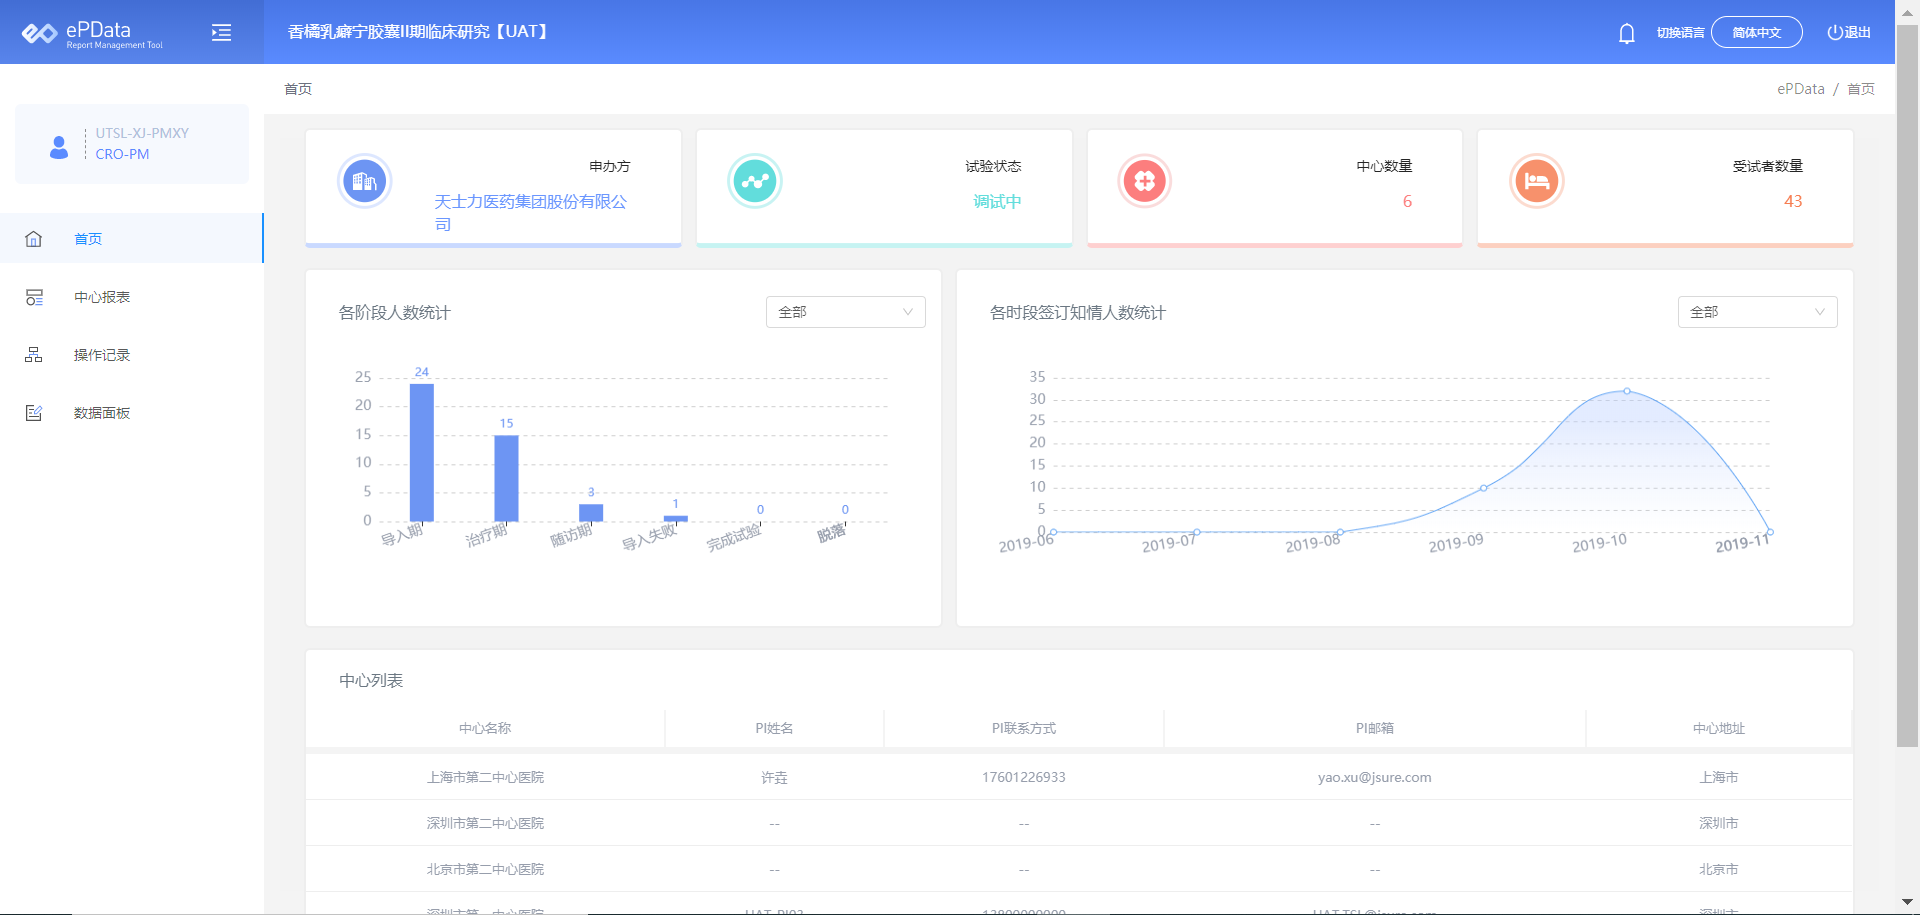 ePData
Report Management Tool
香橘乳癖宁胶囊II期临床研究【UAT】
切换语言
简体中文
退出
首页
ePData / 首页
UTSL-XJ-PMXY
CRO-PM
首页
中心报表
操作记录
数据面板
申办方
天士力医药集团股份有限公
司
试验状态
调试中
中心数量
6
受试者数量
43
各阶段人数统计
全部
25
20
15
10
5
0
24
15
3
1
0
0
导入期
治疗期
随访期
导入失败
完成试验
脱落
各时段签订知情人数统计
全部
35
30
25
20
15
10
5
0
2019-06
2019-07
2019-08
2019-09
2019-10
2019-11
中心列表
中心名称 PI姓名 PI联系方式 PI邮箱 中心地址
上海市第二中心医院 许垚 17601226933 yao.xu@jsure.com 上海市
深圳市第二中心医院 -- -- -- 深圳市
北京市第二中心医院 -- -- -- 北京市